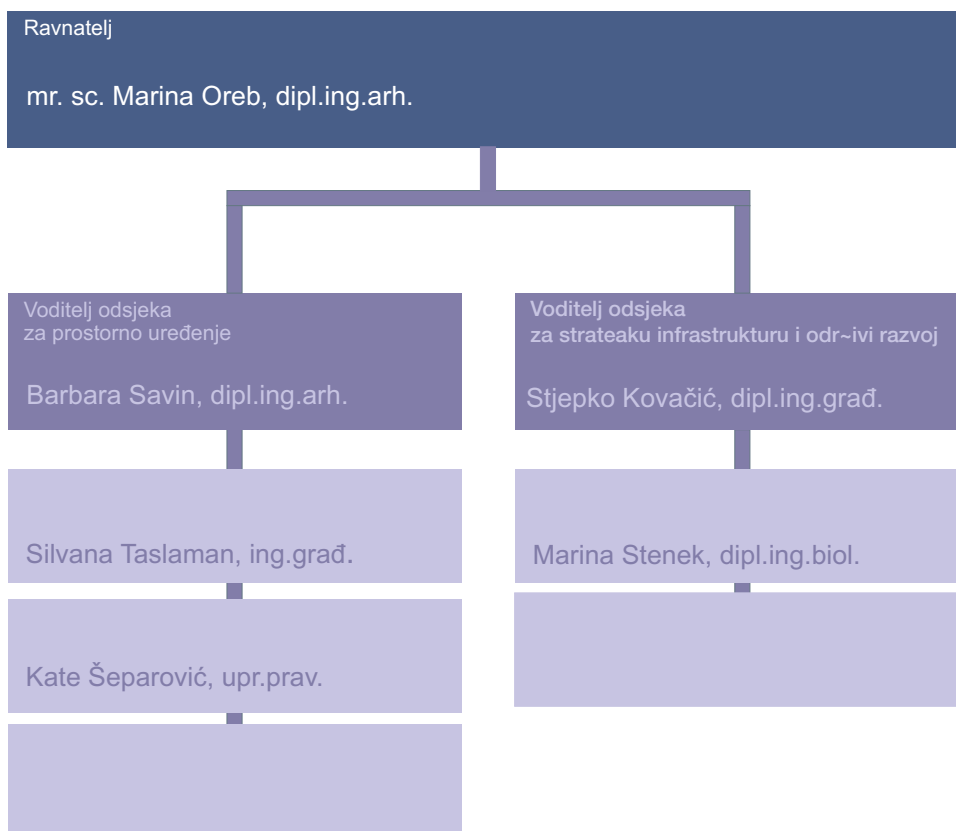 Ravnatelj
mr. sc. Marina Oreb, dipl.ing.arh.
Voditelj odsjeka
za prostorno uređenje
Barbara Savin, dipl.ing.arh.
Silvana Taslaman, ing.građ.
Kate Šeparović, upr.prav.
Voditelj odsjeka
za strateaku infrastrukturu i odr~ivi razvoj
Stjepko Kovačić, dipl.ing.građ.
Marina Stenek, dipl.ing.biol.